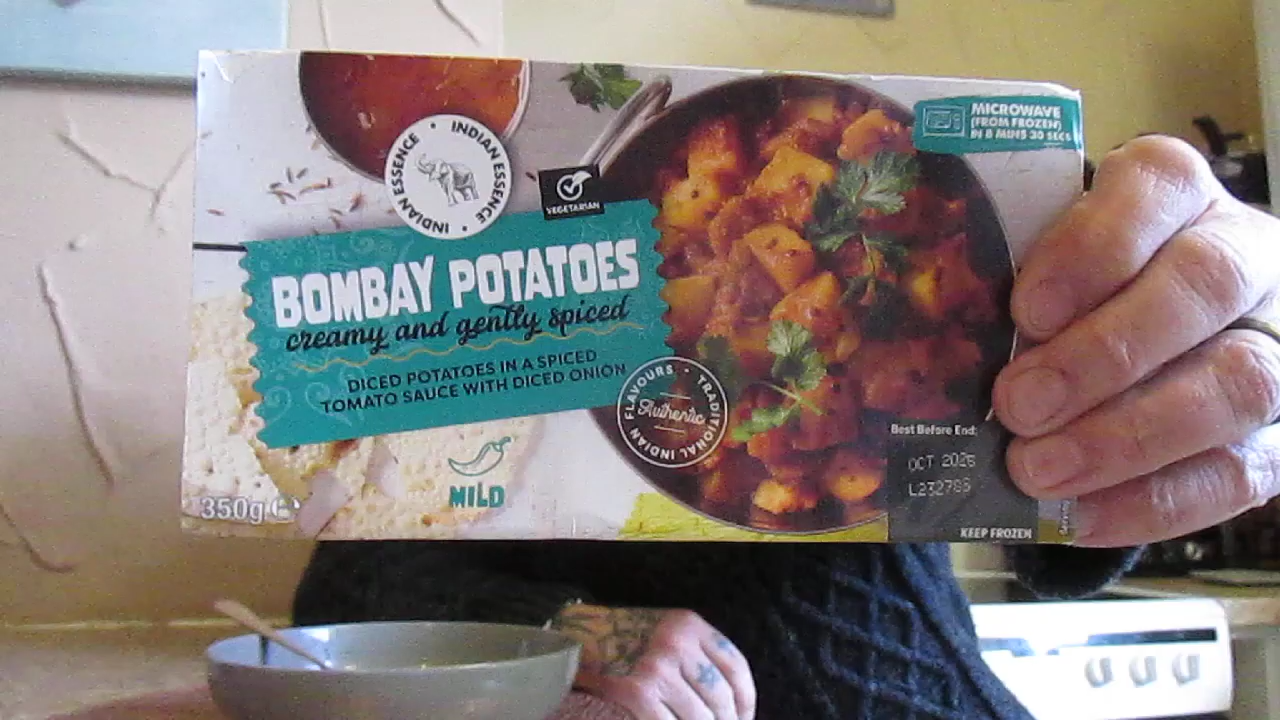 INDIAN ESSENCE
INDIAN ESSENCE
VEGETARIAN
MICROWAVE
(FROM FROZEN)
IN 8 MINS 30 SECS
BOMBAY POTATOES
creamy and gently spiced
DICED POTATOES IN A SPICED
TOMATO SAUCE WITH DICED ONION
FLAVOURS • TRADITIONAL INDIAN
Authentic
MILD
350g e
Best Before End:
OCT 2025
L232785
KEEP FROZEN